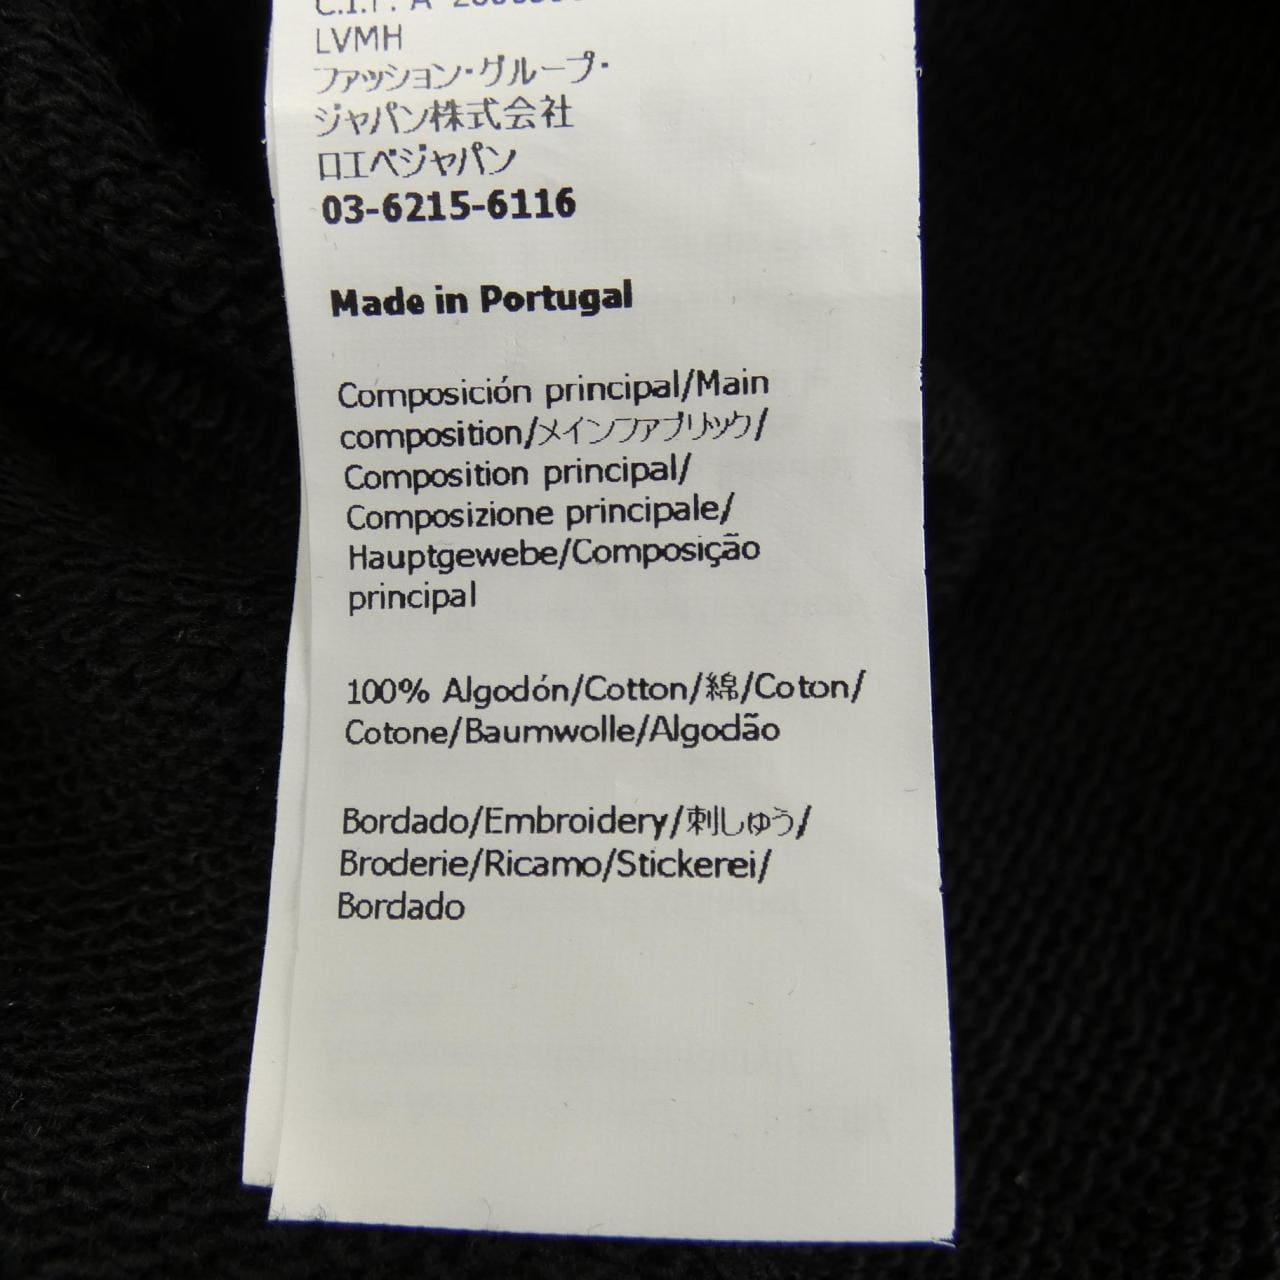 C.I.F. A
LVMH
ファッション・グループ・
ジャパン株式会社
ロエベジャパン
03-6215-6116
Made in Portugal
Composición principal/Main
composition/メインファブリック/
Composition principal/
Composizione principale/
Hauptgewebe/Composição
principal
100% Algodón/Cotton/綿/Coton/
Cotone/Baumwolle/Algodão
Bordado/Embroidery/刺しゅう/
Broderie/Ricamo/Stickerei/
Bordado